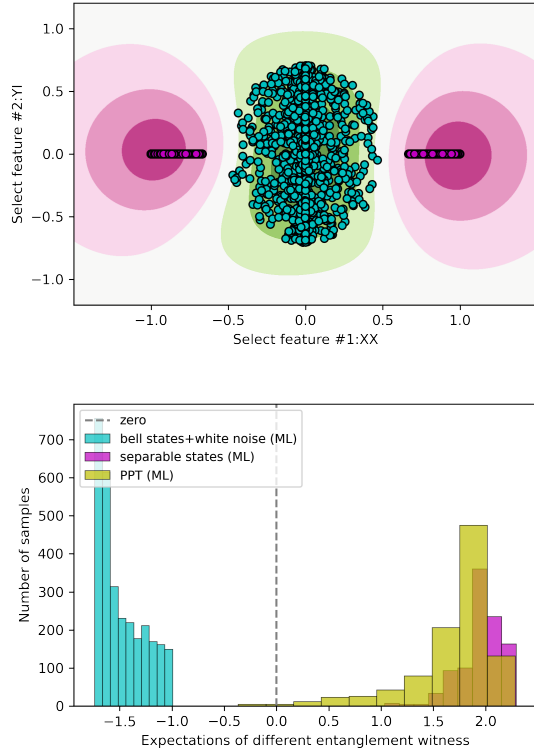 1.0
0.5
0.0
−0.5
−1.0
Select feature #2:YI
−1.0 −0.5 0.0 0.5 1.0
Select feature #1:XX
zero
bell states+white noise (ML)
separable states (ML)
PPT (ML)
700
600
500
400
300
200
100
0
Number of samples
−1.5 −1.0 −0.5 0.0 0.5 1.0 1.5 2.0
Expectations of different entanglement witness